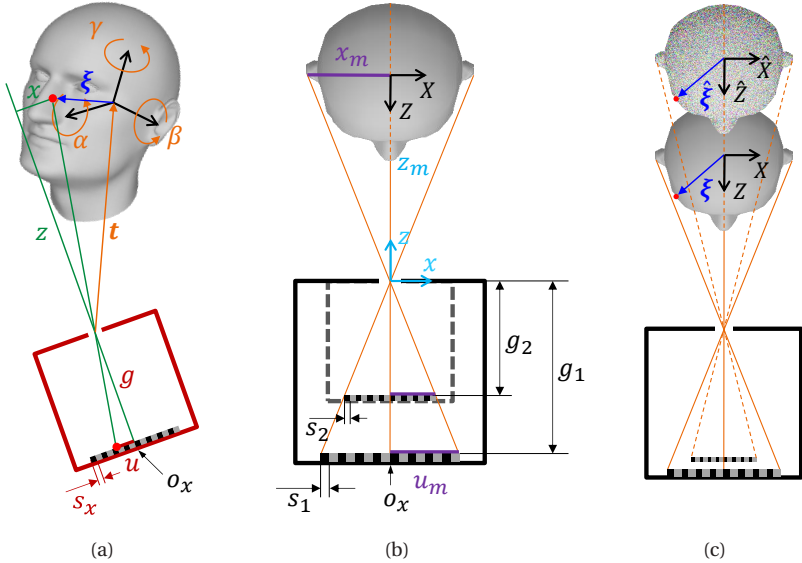 γ
x
ξ
α
β
z
t
g
u
s_x
o_x
(a)
x_m
X
Z
z_m
z
x
g_2
g_1
s_2
s_1
o_x
u_m
(b)
X̂
Ẑ
ξ̂
X
Z
ξ
(c)